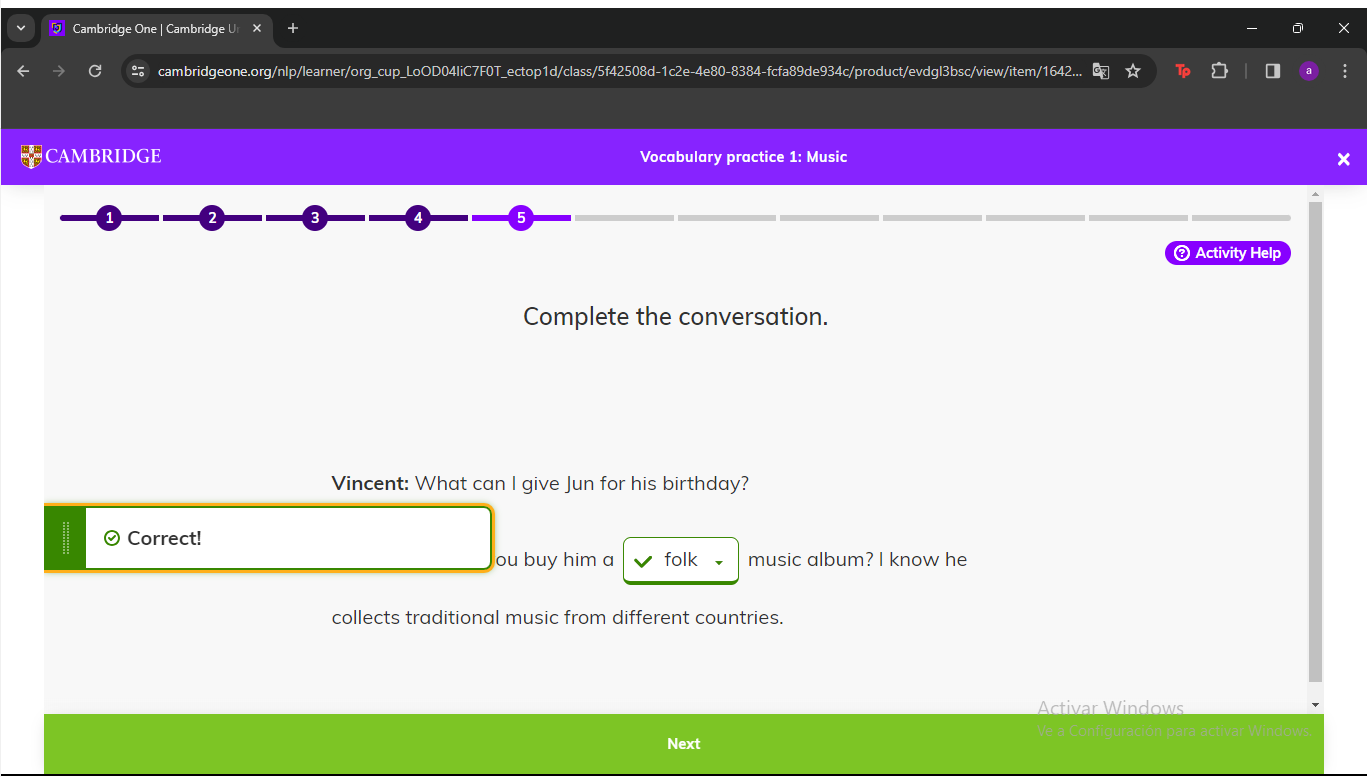 Cambridge One | Cambridge U
cambridgeone.org/nlp/learner/org_cup_LoOD04IiC7F0T_ectop1d/class/5f42508d-1c2e-4e80-8384-fcfa89de934c/product/evdgl3bsc/view/item/1642...
Tp
a
CAMBRIDGE
Vocabulary practice 1: Music
1 2 3 4 5
Activity Help
Complete the conversation.
Vincent: What can I give Jun for his birthday?
Correct!
ou buy him a folk music album? I know he
collects traditional music from different countries.
Activar Windows
Ve a Configuración para activar Windows.
Next